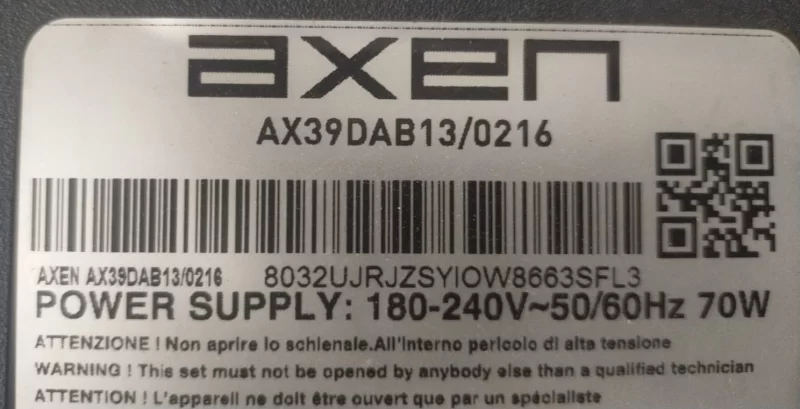 axen
AX39DAB13/0216
AXEN AX39DAB13/0216 8032UJRJZSYIOW8663SFL3
POWER SUPPLY: 180-240V~50/60Hz 70W
ATTENZIONE ! Non aprire lo schienale.All'interno pericolo di alta tensione
WARNING ! This set must not be opened by anybody else than a qualified technician
ATTENTION ! L'appareil ne doit être ouvert que par un spécialiste